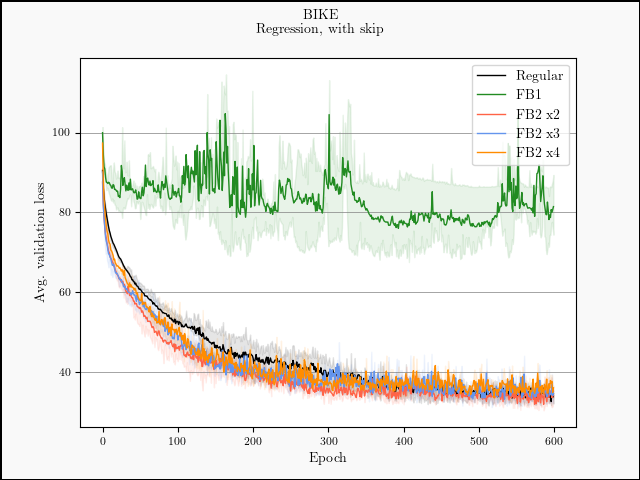 BIKE
Regression, with skip
Regular
FB1
FB2 x2
FB2 x3
FB2 x4
Avg. validation loss
100
80
60
40
0 100 200 300 400 500 600
Epoch